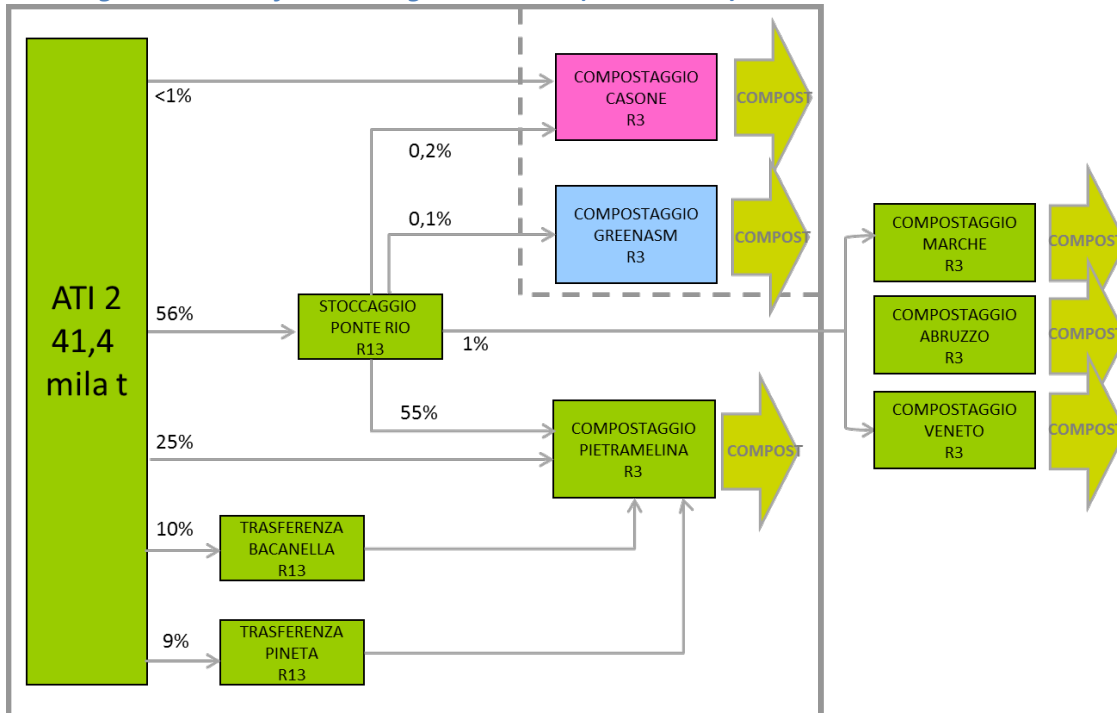 ATI 2
41,4
mila t
<1%
COMPOSTAGGIO
CASONE
R3
COMPOST
0,2%
0,1%
COMPOSTAGGIO
GREENASM
R3
COMPOST
56%
STOCCAGGIO
PONTE RIO
R13
1%
COMPOSTAGGIO
MARCHE
R3
COMPOST
COMPOSTAGGIO
ABRUZZO
R3
COMPOST
COMPOSTAGGIO
VENETO
R3
COMPOST
55%
25%
COMPOSTAGGIO
PIETRAMELINA
R3
COMPOST
10%
TRASFERENZA
BACANELLA
R13
9%
TRASFERENZA
PINETA
R13